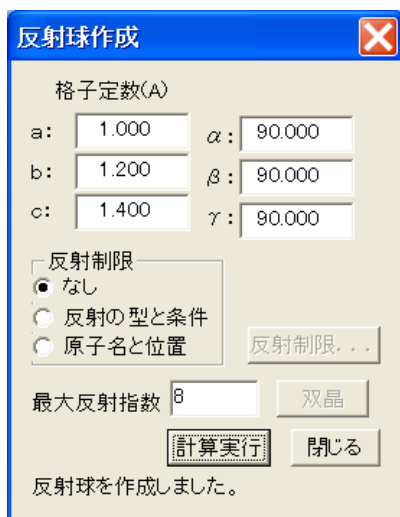 反射球作成
格子定数(A)
a: 1.000 α: 90.000
b: 1.200 β: 90.000
c: 1.400 γ: 90.000
反射制限
なし
反射の型と条件
原子名と位置
反射制限...
最大反射指数 8 双晶
計算実行 閉じる
反射球を作成しました。